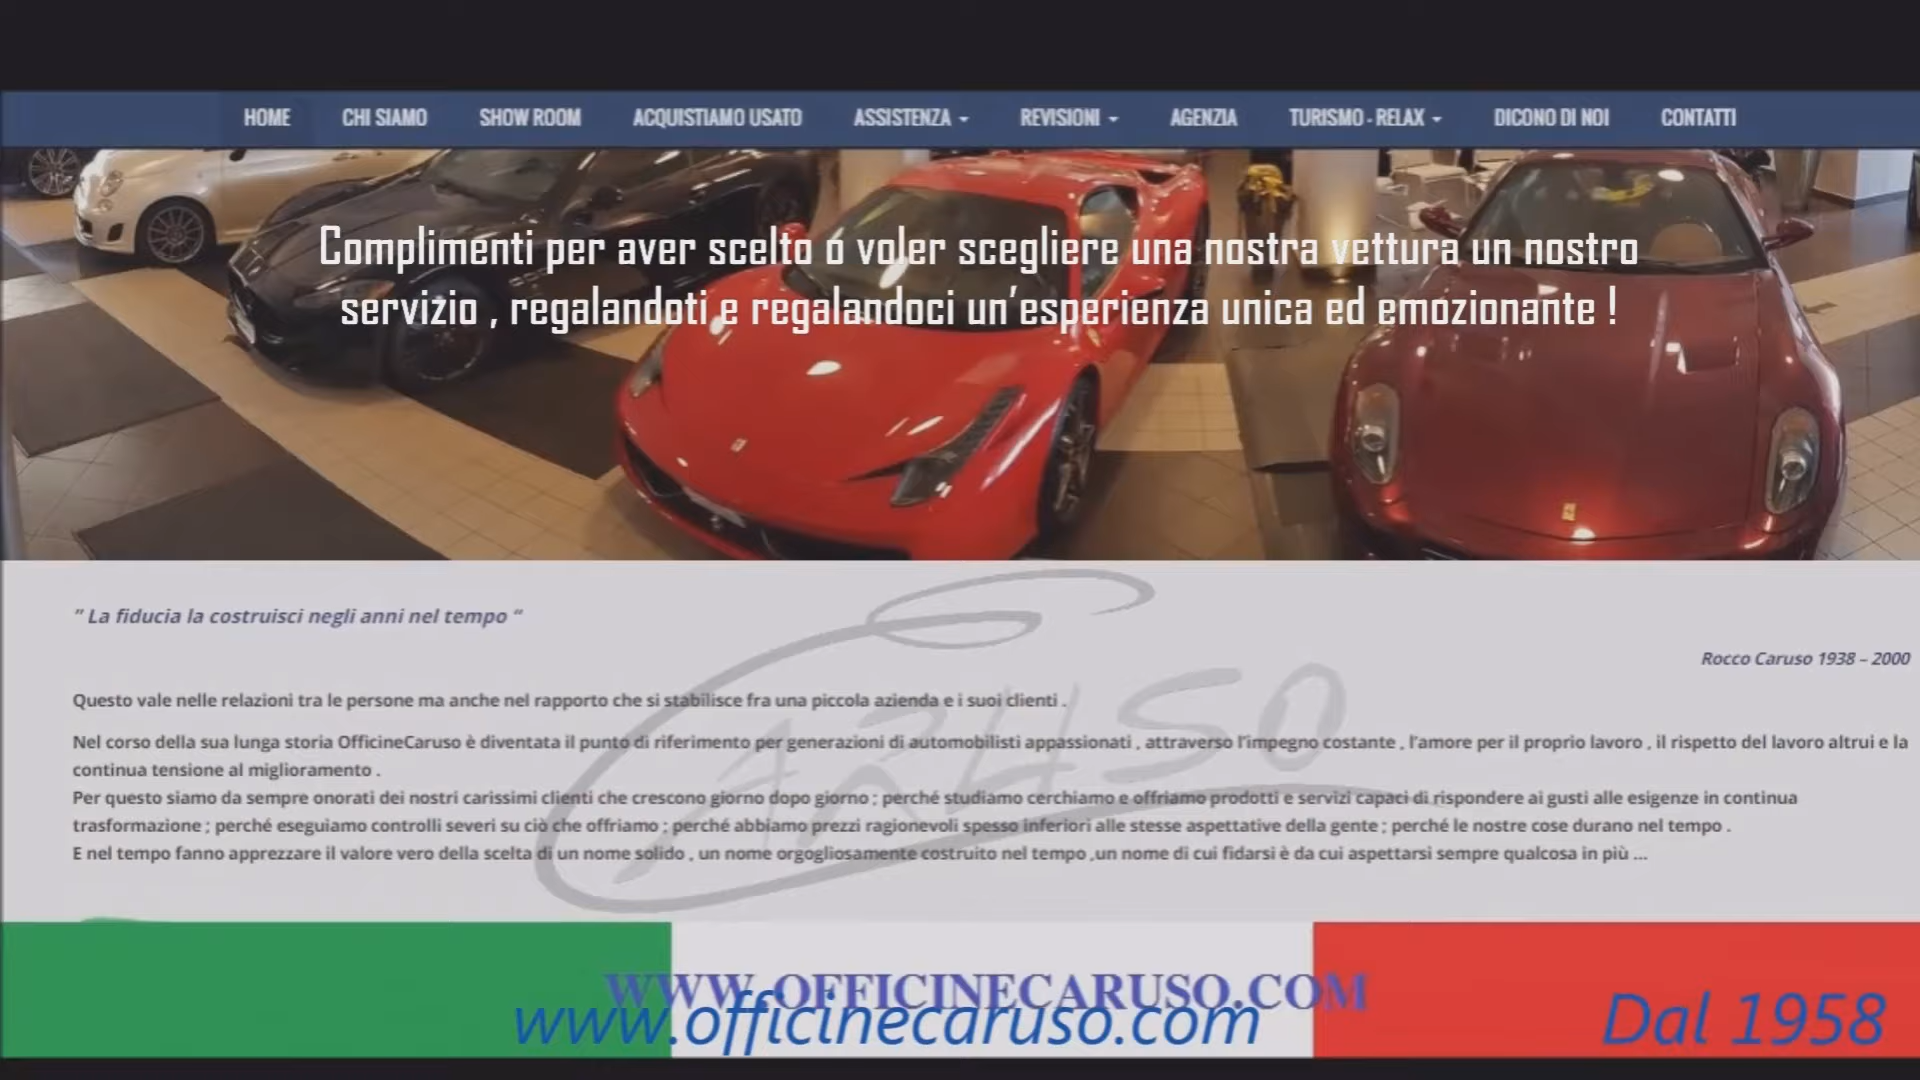 HOME CHI SIAMO SHOW ROOM ACQUISTIAMO USATO ASSISTENZA REVISIONI AGENZIA TURISMO - RELAX DICONO DI NOI CONTATTI
Complimenti per aver scelto o voler scegliere una nostra vettura un nostro
servizio , regalandoti e regalandoci un'esperienza unica ed emozionante !
” La fiducia la costruisci negli anni nel tempo “
Rocco Caruso 1938 – 2000
Questo vale nelle relazioni tra le persone ma anche nel rapporto che si stabilisce fra una piccola azienda e i suoi clienti .
CARUSO
Nel corso della sua lunga storia OfficineCaruso è diventata il punto di riferimento per generazioni di automobilisti appassionati , attraverso l'impegno costante , l'amore per il proprio lavoro , il rispetto del lavoro altrui e la
continua tensione al miglioramento .
Per questo siamo da sempre onorati dei nostri carissimi clienti che crescono giorno dopo giorno ; perché studiamo cerchiamo e offriamo prodotti e servizi capaci di rispondere ai gusti alle esigenze in continua
trasformazione ; perché eseguiamo controlli severi su ciò che offriamo ; perché abbiamo prezzi ragionevoli spesso inferiori alle stesse aspettative della gente ; perché le nostre cose durano nel tempo .
E nel tempo fanno apprezzare il valore vero della scelta di un nome solido , un nome orgogliosamente costruito nel tempo ,un nome di cui fidarsi è da cui aspettarsi sempre qualcosa in più ...
WWW.OFFICINECARUSO.COM
www.officinecaruso.com
Dal 1958